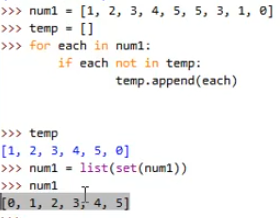 >>> num1 = [1, 2, 3, 4, 5, 5, 3, 1, 0]
>>> temp = []
>>> for each in num1:
        if each not in temp:
                temp.append(each)
>>> temp
[1, 2, 3, 4, 5, 0]
>>> num1 = list(set(num1))
>>> num1
[0, 1, 2, 3, 4, 5]
>>>